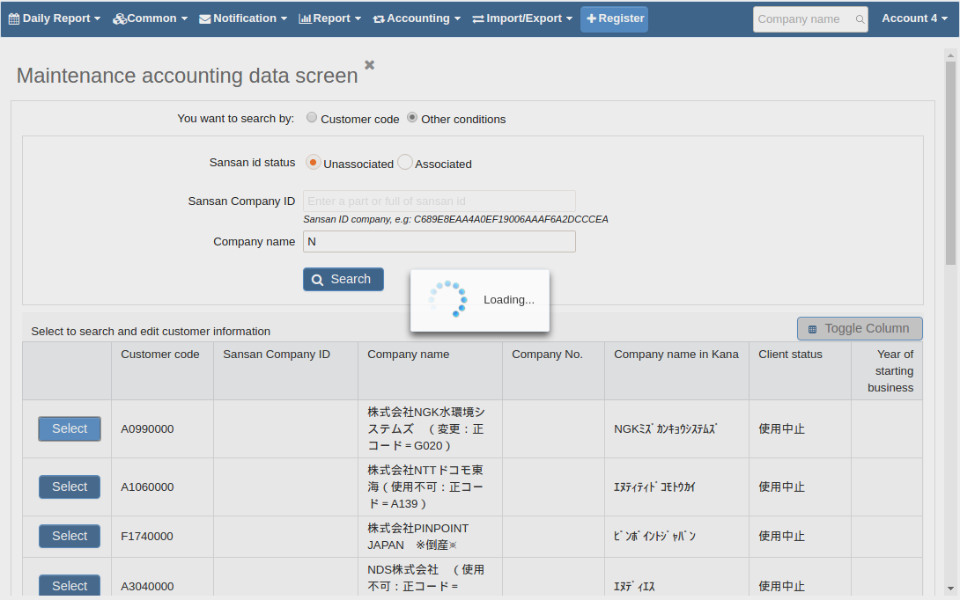 Daily Report Common Notification Report Accounting Import/Export Register Company name Account 4
Maintenance accounting data screen
You want to search by: Customer code Other conditions
Sansan id status Unassociated Associated
Sansan Company ID Enter a part or full of sansan id
Sansan ID company, e.g: C689E8EAA4A0EF19006AAAF6A2DCCCEA
Company name N
Search
Loading...
Select to search and edit customer information Toggle Column
Customer code Sansan Company ID Company name Company No. Company name in Kana Client status Year of
starting
business
Select A0990000 株式会社NGK水環境シ
ステムズ （変更：正
コード＝G020） NGKﾐｽﾞｶﾝｷｮｳｼｽﾃﾑｽﾞ 使用中止
Select A1060000 株式会社NTTドコモ東
海（使用不可：正コー
ド＝A139） ｴﾇﾃｨﾃｨﾄﾞｺﾓﾄｳｶｲ 使用中止
Select F1740000 株式会社PINPOINT
JAPAN ※倒産※ ﾋﾟﾝﾎﾟｲﾝﾄｼﾞｬﾊﾟﾝ 使用中止
Select A3040000 NDS株式会社 （使用
不可：正コード＝ ｴﾇﾃﾞｨｴｽ 使用中止